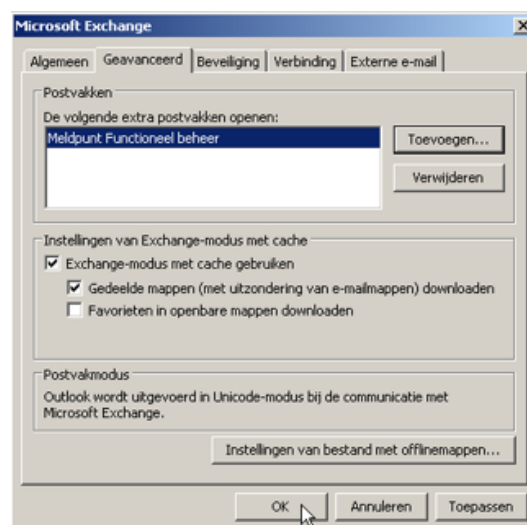 Microsoft Exchange
Algemeen Geavanceerd Beveiliging Verbinding Externe e-mail
Postvakken
De volgende extra postvakken openen:
Meldpunt Functioneel beheer
Toevoegen...
Verwijderen
Instellingen van Exchange-modus met cache
Exchange-modus met cache gebruiken
Gedeelde mappen (met uitzondering van e-mailmappen) downloaden
Favorieten in openbare mappen downloaden
Postvakmodus
Outlook wordt uitgevoerd in Unicode-modus bij de communicatie met
Microsoft Exchange.
Instellingen van bestand met offlinemappen...
OK Annuleren Toepassen